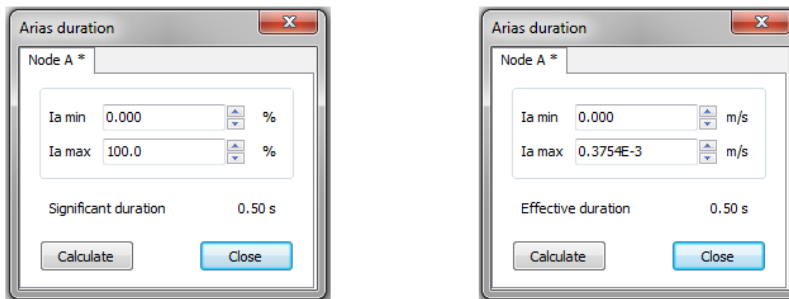 Arias duration
Node A *
Ia min 0.000 %
Ia max 100.0 %
Significant duration 0.50 s
Calculate Close
Arias duration
Node A *
Ia min 0.000 m/s
Ia max 0.3754E-3 m/s
Effective duration 0.50 s
Calculate Close